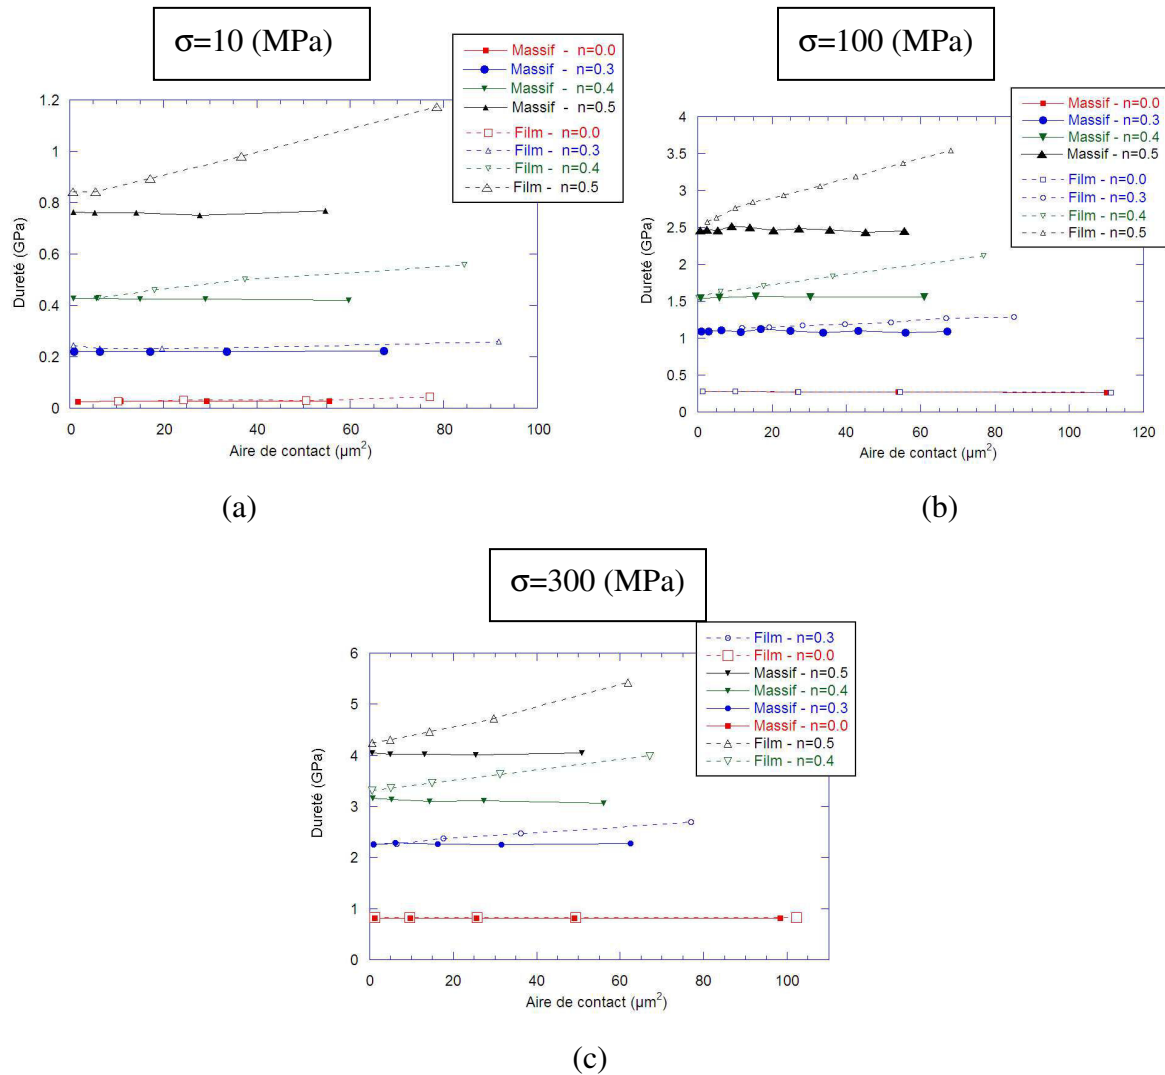 σ=10 (MPa)
Massif - n=0.0
Massif - n=0.3
Massif - n=0.4
Massif - n=0.5
Film - n=0.0
Film - n=0.3
Film - n=0.4
Film - n=0.5
1.2
1
0.8
0.6
0.4
0.2
0
Dureté (GPa)
0 20 40 60 80 100
Aire de contact (µm²)
(a)
σ=100 (MPa)
Massif - n=0.0
Massif - n=0.3
Massif - n=0.4
Massif - n=0.5
Film - n=0.0
Film - n=0.3
Film - n=0.4
Film - n=0.5
4
3.5
3
2.5
2
1.5
1
0.5
0
Dureté (GPa)
0 20 40 60 80 100 120
Aire de contact (µm²)
(b)
σ=300 (MPa)
Film - n=0.3
Film - n=0.0
Massif - n=0.5
Massif - n=0.4
Massif - n=0.3
Massif - n=0.0
Film - n=0.5
Film - n=0.4
6
5
4
3
2
1
0
Dureté (GPa)
0 20 40 60 80 100
Aire de contact (µm²)
(c)